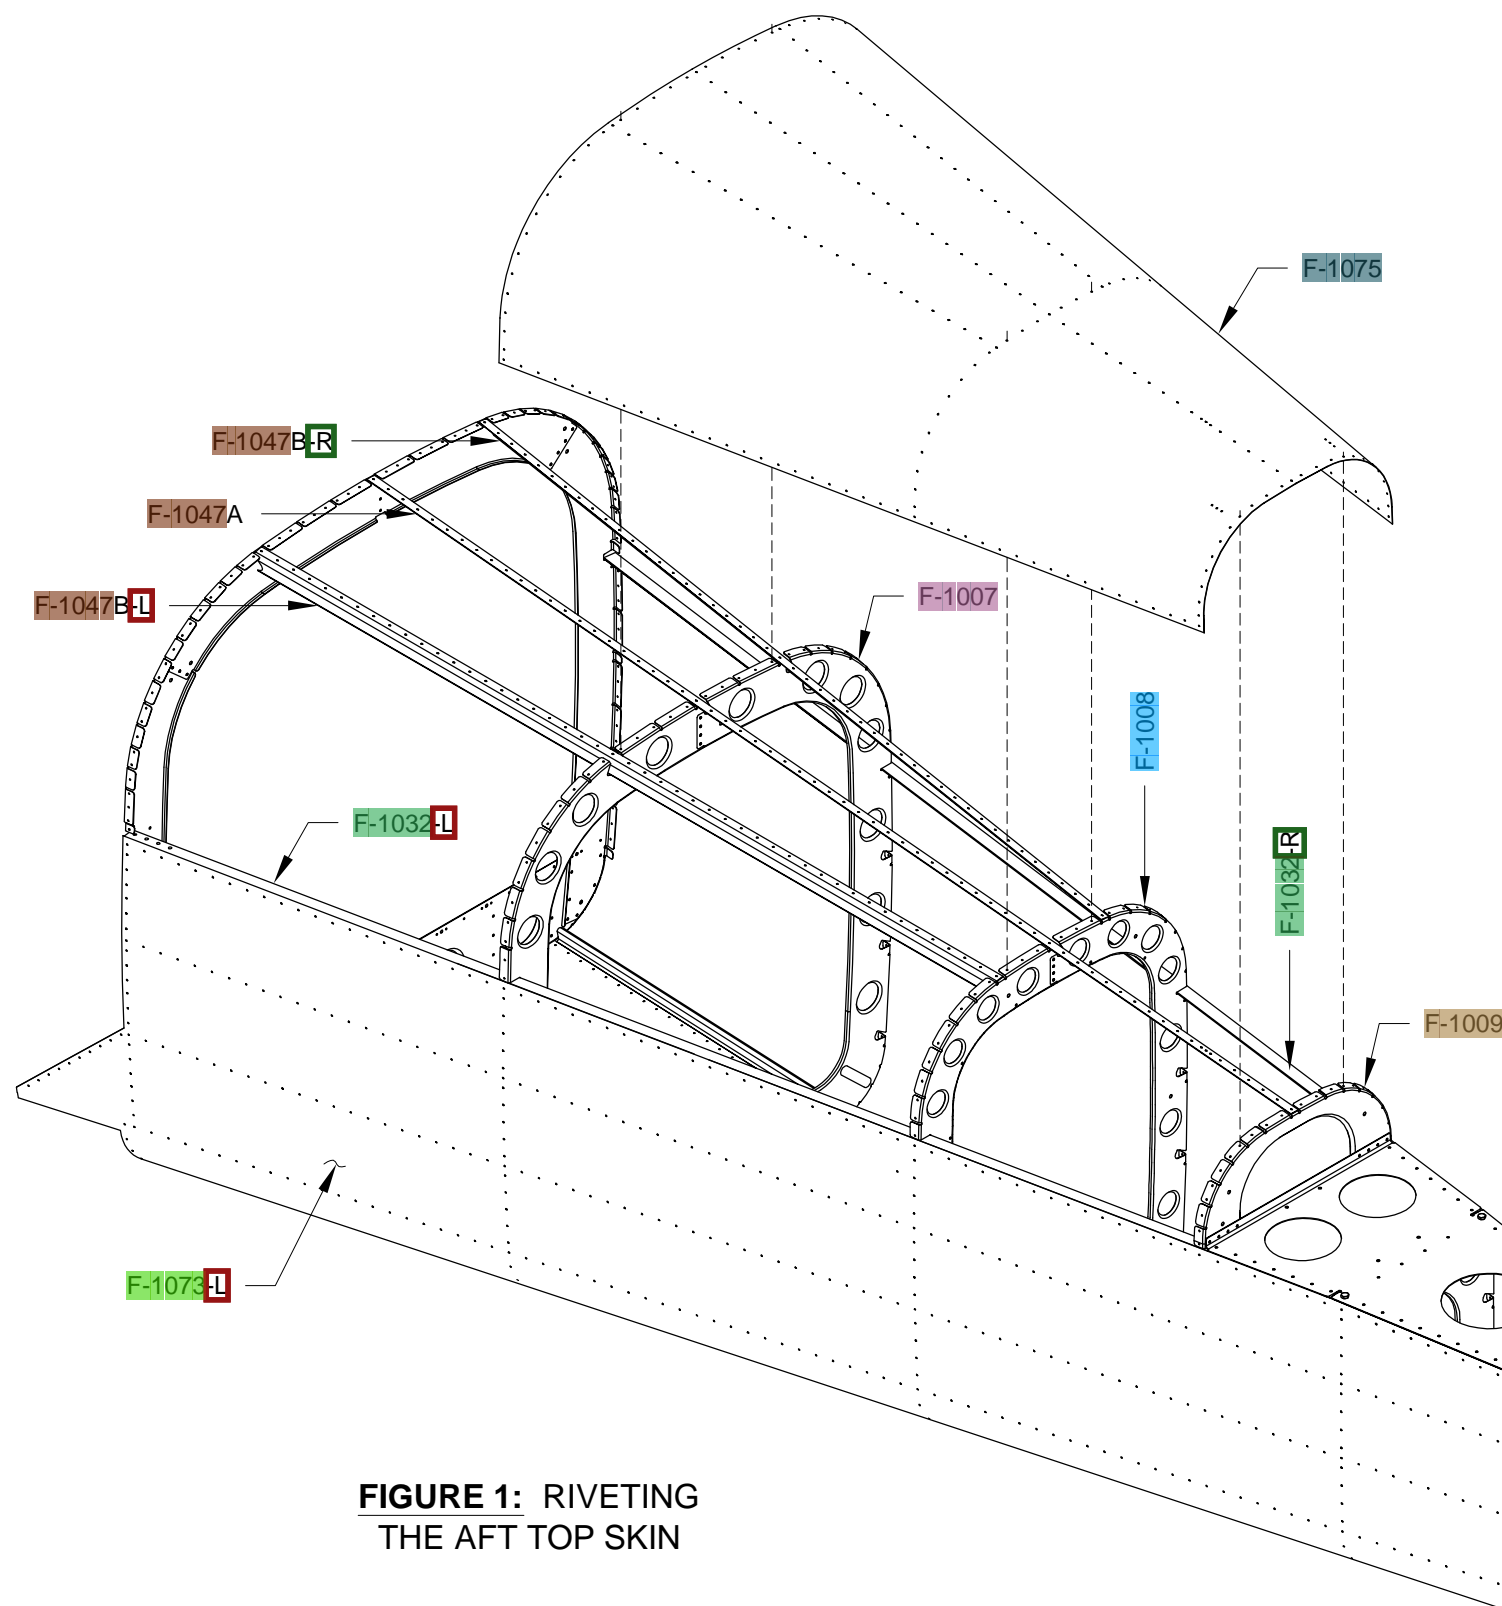 F-1075
F-1047B-R
F-1047A
F-1007
F-1047B-L
F-1008
F-1032-L
F-1032-R
F-1009
F-1073-L
FIGURE 1: RIVETING
THE AFT TOP SKIN